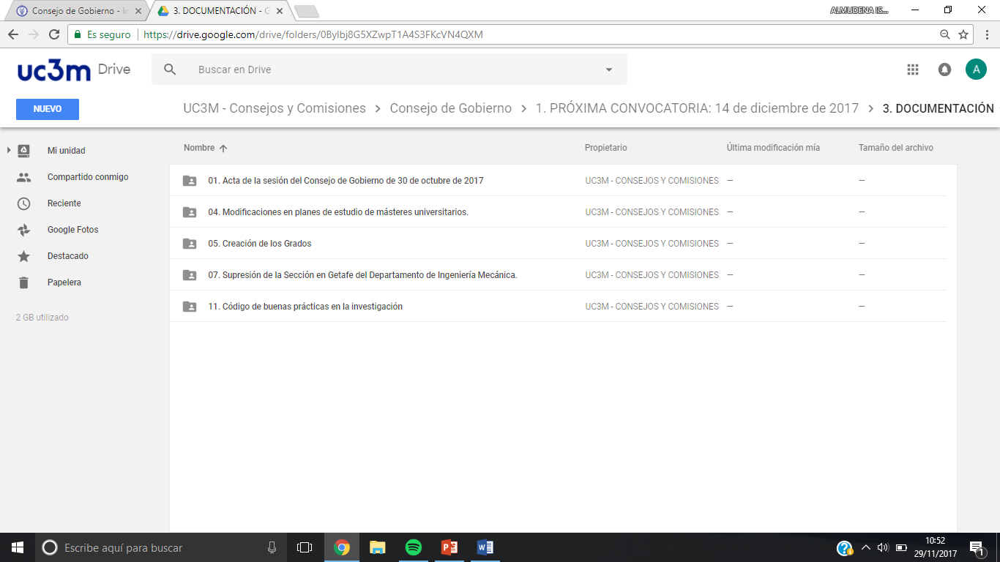 Consejo de Gobierno - In
3. DOCUMENTACIÓN - G
ALMUDENA IS...
Es seguro
https://drive.google.com/drive/folders/0ByIbj8G5XZwpT1A4S3FKcVN4QXM
uc3m Drive
Buscar en Drive
A
NUEVO
UC3M - Consejos y Comisiones > Consejo de Gobierno > 1. PRÓXIMA CONVOCATORIA: 14 de diciembre de 2017 > 3. DOCUMENTACIÓN
Mi unidad
Compartido conmigo
Reciente
Google Fotos
Destacado
Papelera
2 GB utilizado
Nombre Propietario Última modificación mía Tamaño del archivo
01. Acta de la sesión del Consejo de Gobierno de 30 de octubre de 2017 UC3M - CONSEJOS Y COMISIONES — —
04. Modificaciones en planes de estudio de másteres universitarios. UC3M - CONSEJOS Y COMISIONES — —
05. Creación de los Grados UC3M - CONSEJOS Y COMISIONES — —
07. Supresión de la Sección en Getafe del Departamento de Ingeniería Mecánica. UC3M - CONSEJOS Y COMISIONES — —
11. Código de buenas prácticas en la investigación UC3M - CONSEJOS Y COMISIONES — —
Escribe aquí para buscar
10:52
29/11/2017
1